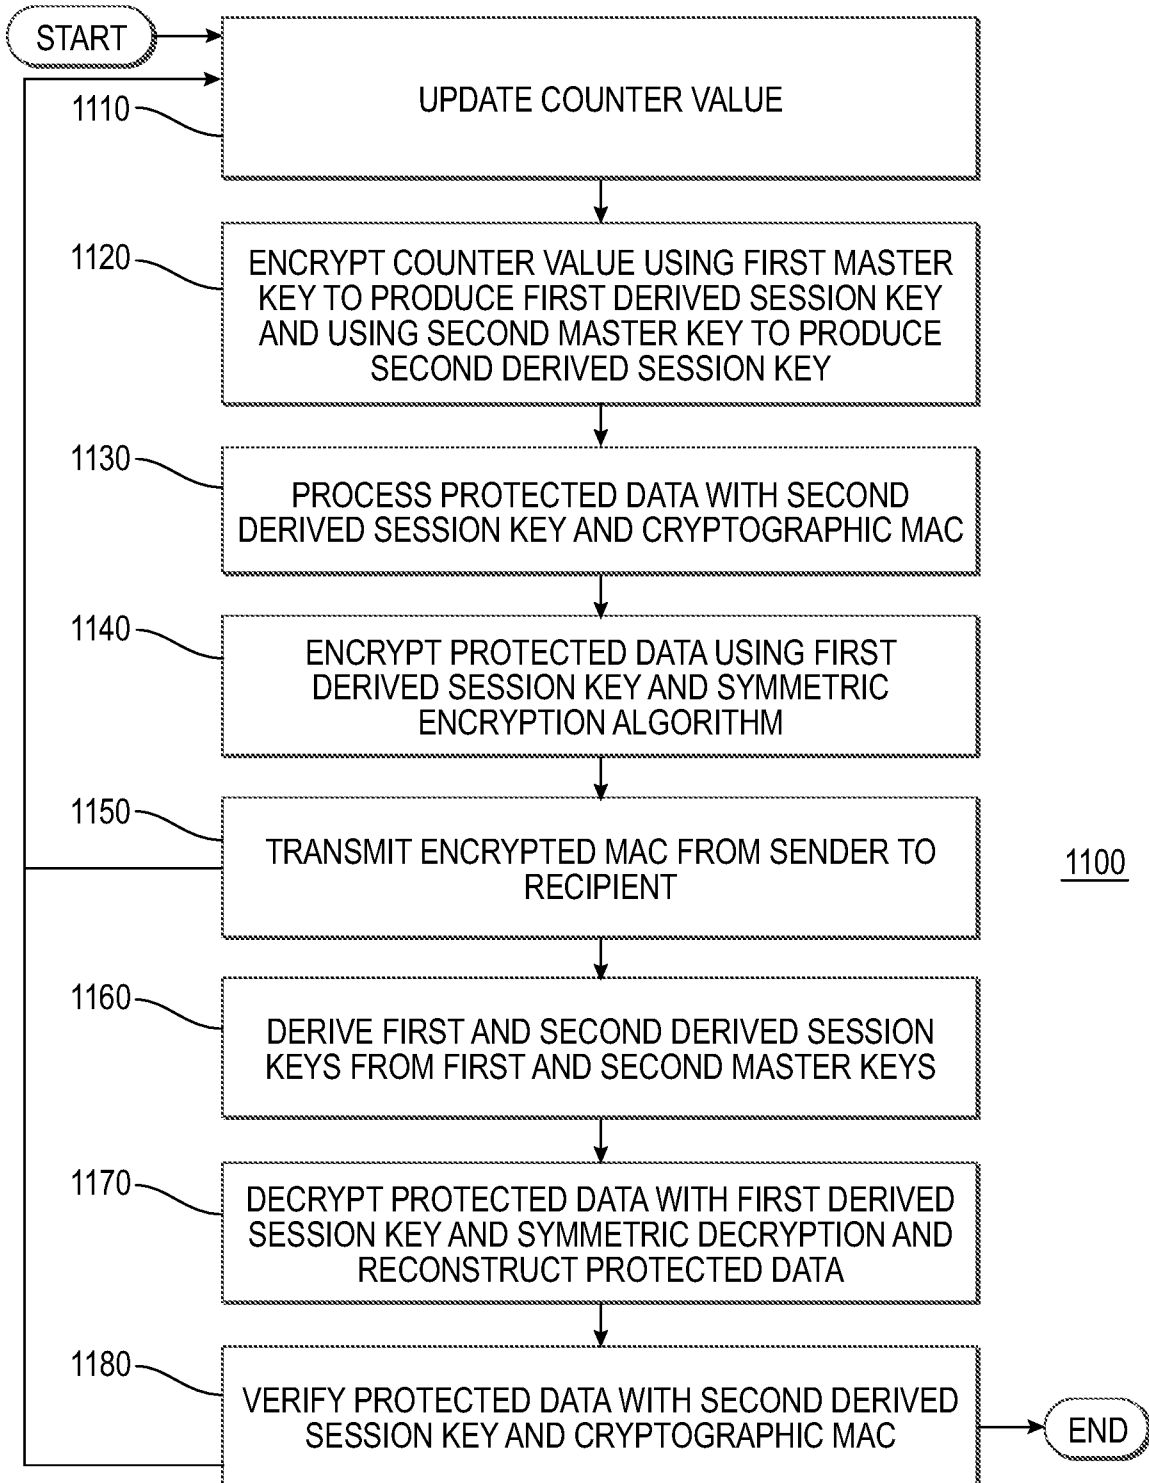 START
UPDATE COUNTER VALUE
1110
1120
ENCRYPT COUNTER VALUE USING FIRST MASTER
KEY TO PRODUCE FIRST DERIVED SESSION KEY
AND USING SECOND MASTER KEY TO PRODUCE
SECOND DERIVED SESSION KEY
1130
PROCESS PROTECTED DATA WITH SECOND
DERIVED SESSION KEY AND CRYPTOGRAPHIC MAC
1140
ENCRYPT PROTECTED DATA USING FIRST
DERIVED SESSION KEY AND SYMMETRIC
ENCRYPTION ALGORITHM
1150
TRANSMIT ENCRYPTED MAC FROM SENDER TO
RECIPIENT
1100
1160
DERIVE FIRST AND SECOND DERIVED SESSION
KEYS FROM FIRST AND SECOND MASTER KEYS
1170
DECRYPT PROTECTED DATA WITH FIRST DERIVED
SESSION KEY AND SYMMETRIC DECRYPTION AND
RECONSTRUCT PROTECTED DATA
1180
VERIFY PROTECTED DATA WITH SECOND DERIVED
SESSION KEY AND CRYPTOGRAPHIC MAC
END